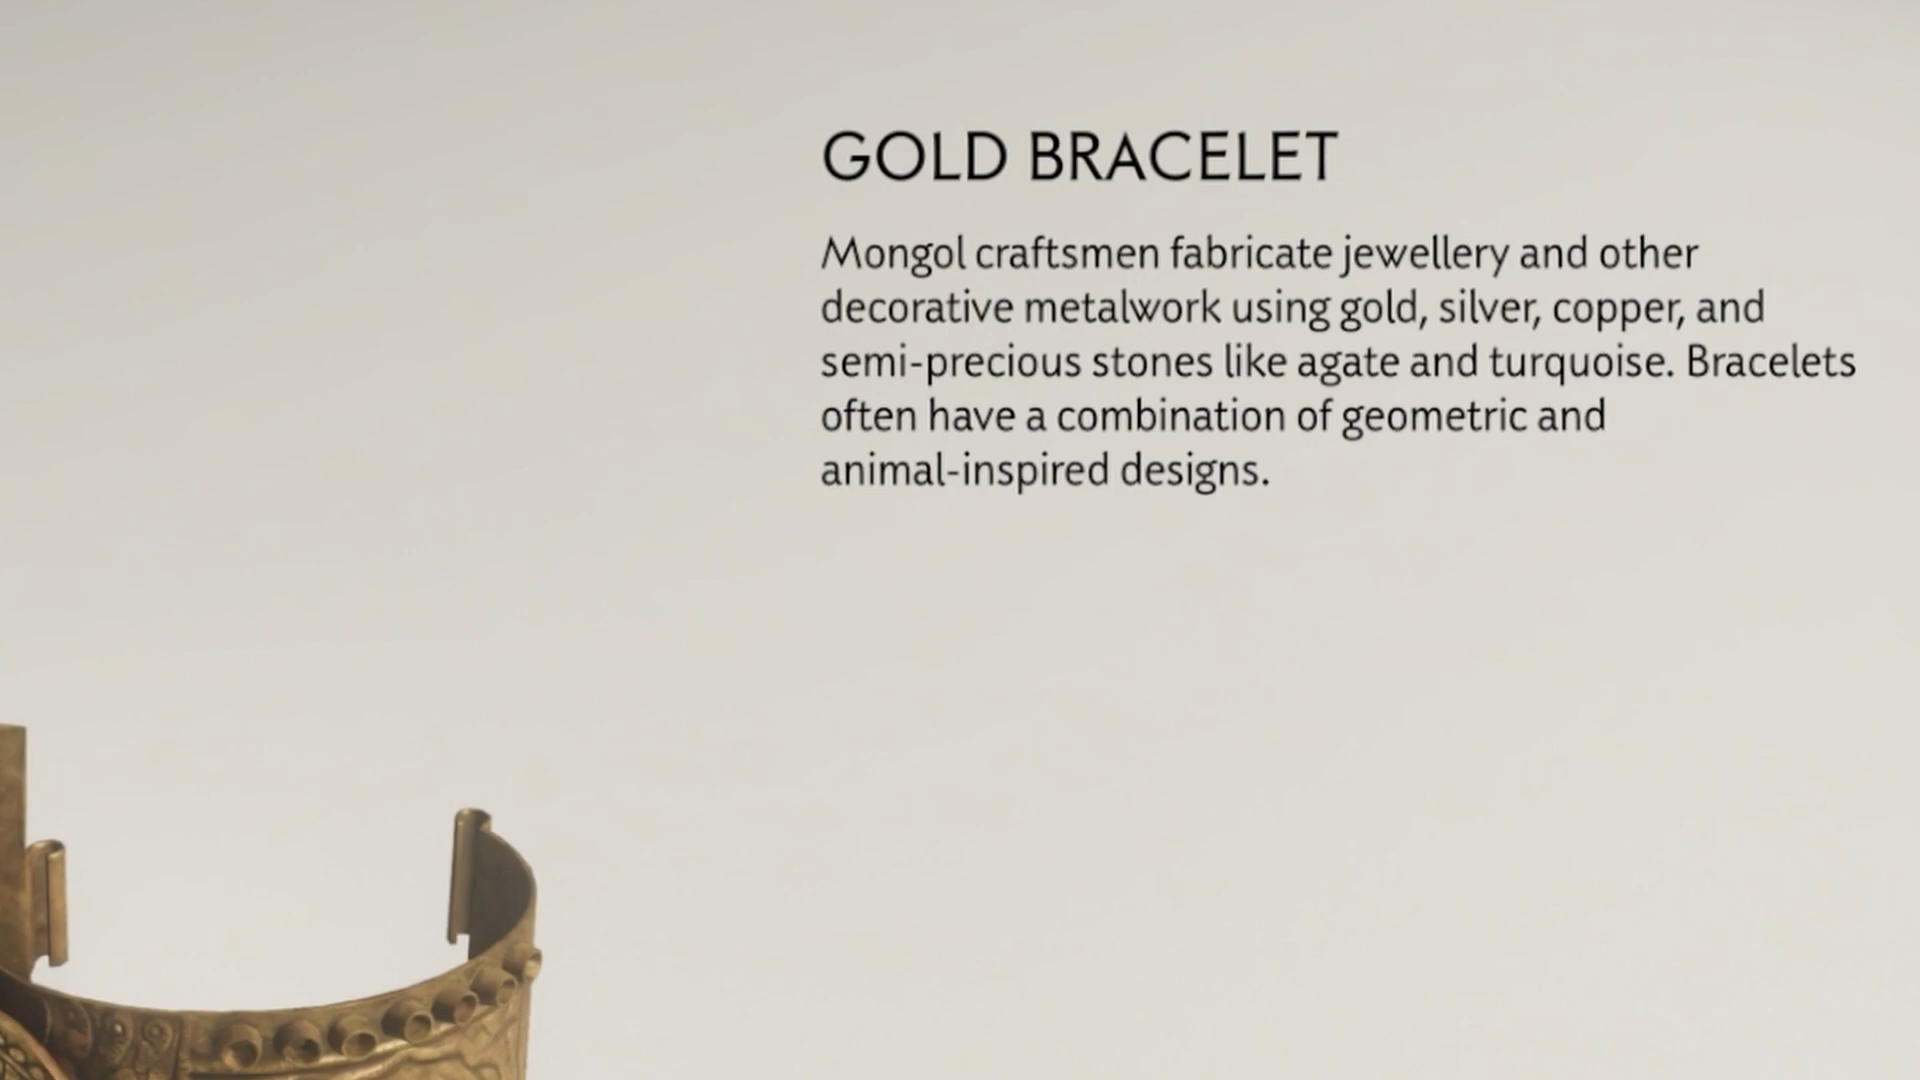 GOLD BRACELET
Mongol craftsmen fabricate jewellery and other
decorative metalwork using gold, silver, copper, and
semi-precious stones like agate and turquoise. Bracelets
often have a combination of geometric and
animal-inspired designs.